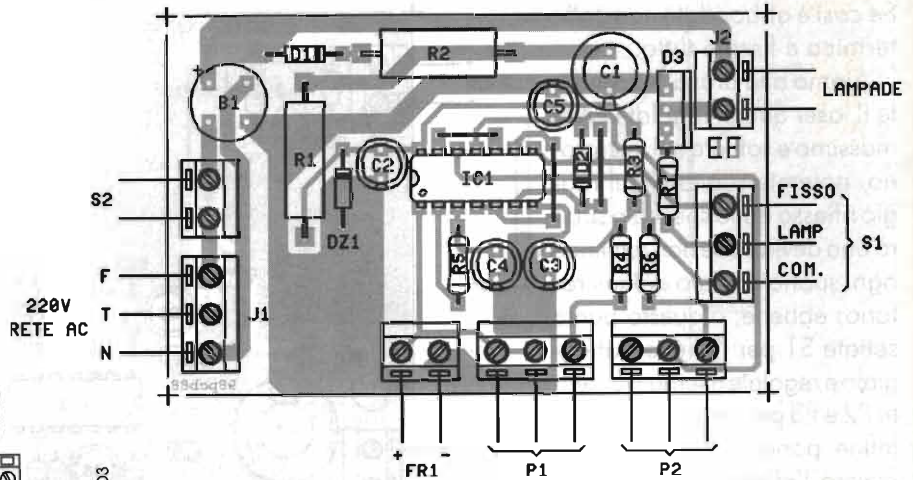 D1
R2
C1
D3
J2
LAMPADE
B1
+
C5
R1
C2
IC1
D2
R3
R7
S2
DZ1
FISSO
LAMP
COM.
S1
R5
C4
C3
R4
R6
F
T
N
220V
RETE AC
J1
+ FR1 -
P1
P2